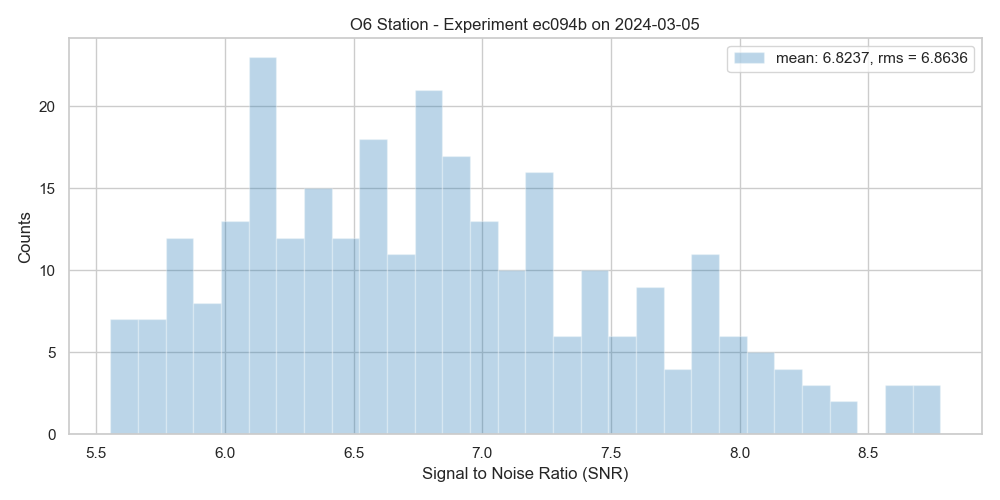 O6 Station - Experiment ec094b on 2024-03-05
mean: 6.8237, rms = 6.8636
20
15
10
5
0
Counts
5.5 6.0 6.5 7.0 7.5 8.0 8.5
Signal to Noise Ratio (SNR)